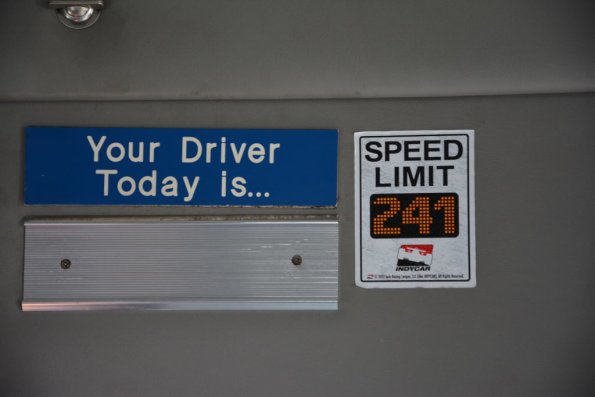 Your Driver
Today is...
SPEED
LIMIT
241
INDYCAR